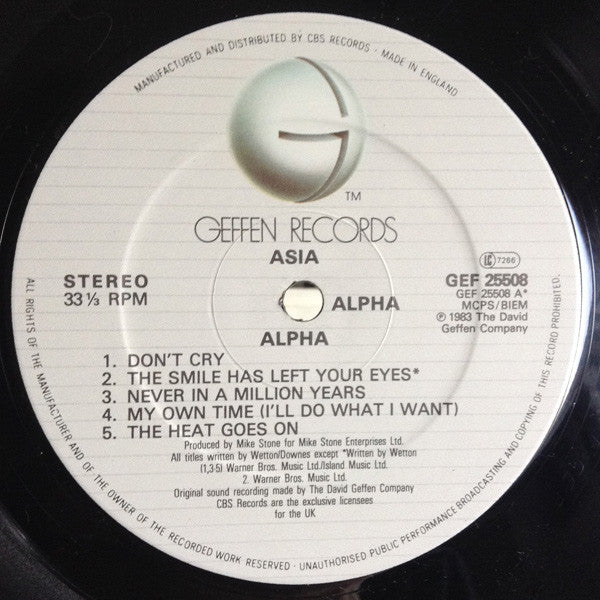 MANUFACTURED AND DISTRIBUTED BY CBS RECORDS · MADE IN ENGLAND
TM
GEFFEN RECORDS
ASIA
STEREO
33 ⅓ RPM
LC 7266
GEF 25508
GEF 25508 A*
MCPS/BIEM
℗ 1983 The David
Geffen Company
ALPHA
ALPHA
1. DON'T CRY
2. THE SMILE HAS LEFT YOUR EYES*
3. NEVER IN A MILLION YEARS
4. MY OWN TIME (I'LL DO WHAT I WANT)
5. THE HEAT GOES ON
Produced by Mike Stone for Mike Stone Enterprises Ltd.
All titles written by Wetton/Downes except *Written by Wetton
(1,3-5) Warner Bros. Music Ltd./Island Music Ltd.
2. Warner Bros. Music Ltd.
Original sound recording made by The David Geffen Company
CBS Records are the exclusive licensees
for the UK
ALL RIGHTS OF THE MANUFACTURER AND OF THE OWNER OF THE RECORDED WORK RESERVED · UNAUTHORISED PUBLIC PERFORMANCE BROADCASTING AND COPYING OF THIS RECORD PROHIBITED.